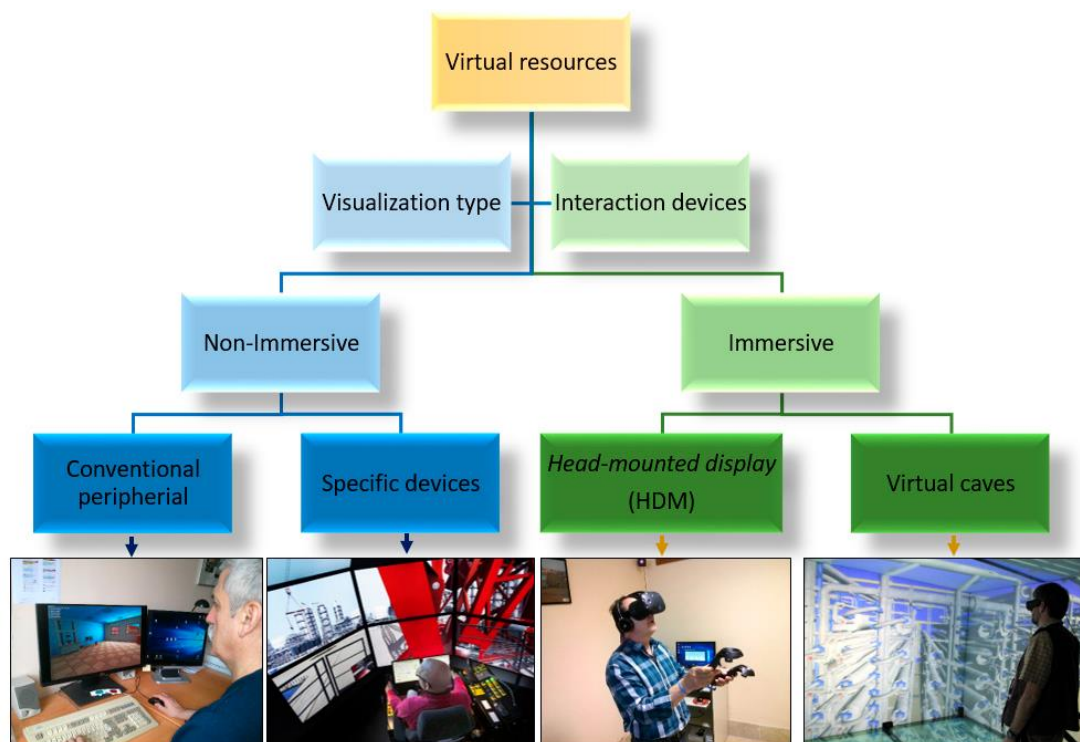 Virtual resources
Visualization type
Interaction devices
Non-Immersive
Immersive
Conventional
peripherial
Specific devices
Head-mounted display
(HDM)
Virtual caves